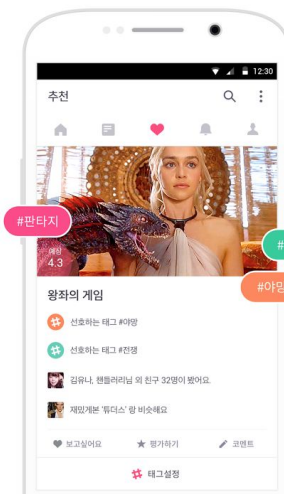 12:30
추천
#판타지
예상
4.3
#
#야망
왕좌의 게임
선호하는 태그 #야망
선호하는 태그 #전쟁
김유나, 챈들러리님 외 친구 32명이 봤어요.
재밌게본 '튜더스' 랑 비슷해요
보고싶어요
평가하기
코멘트
태그설정